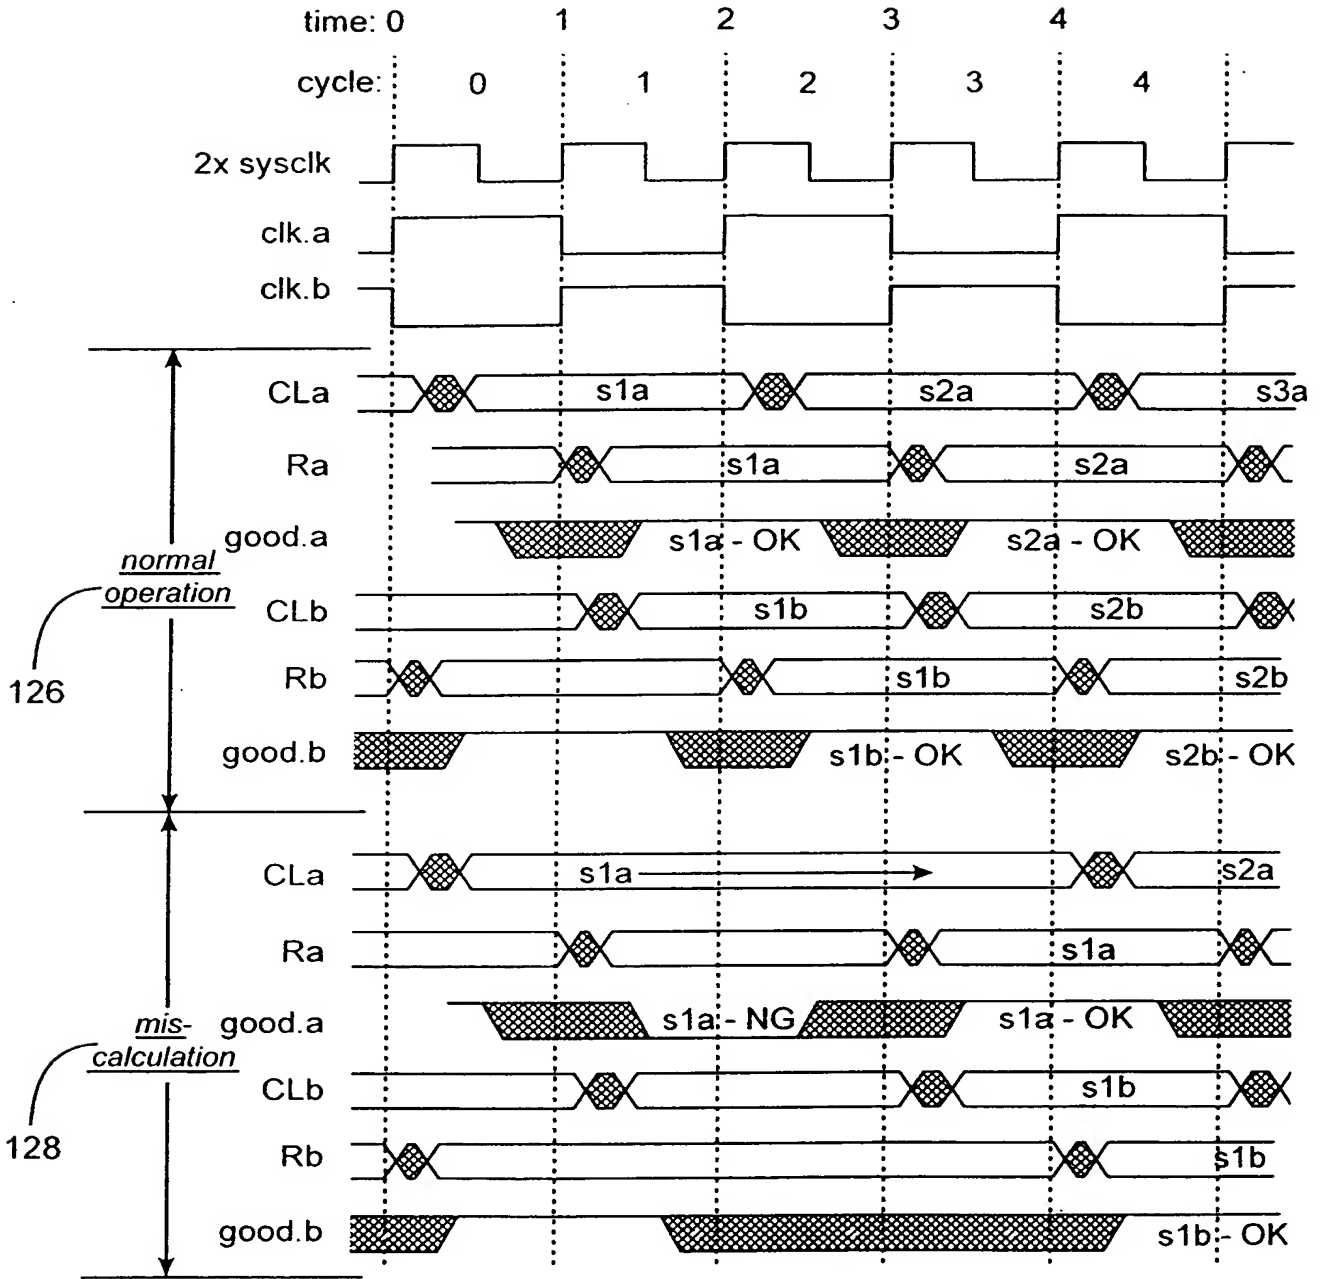 time: 0 1 2 3 4
cycle: 0 1 2 3 4
2x sysclk
clk.a
clk.b
CLa s1a s2a s3a
Ra s1a s2a
good.a s1a - OK s2a - OK
normal
operation
CLb s1b s2b
126
Rb s1b s2b
good.b s1b - OK s2b - OK
CLa s1a s2a
Ra s1a
mis-
calculation
good.a s1a - NG s1a - OK
CLb s1b
128
Rb s1b
good.b s1b - OK